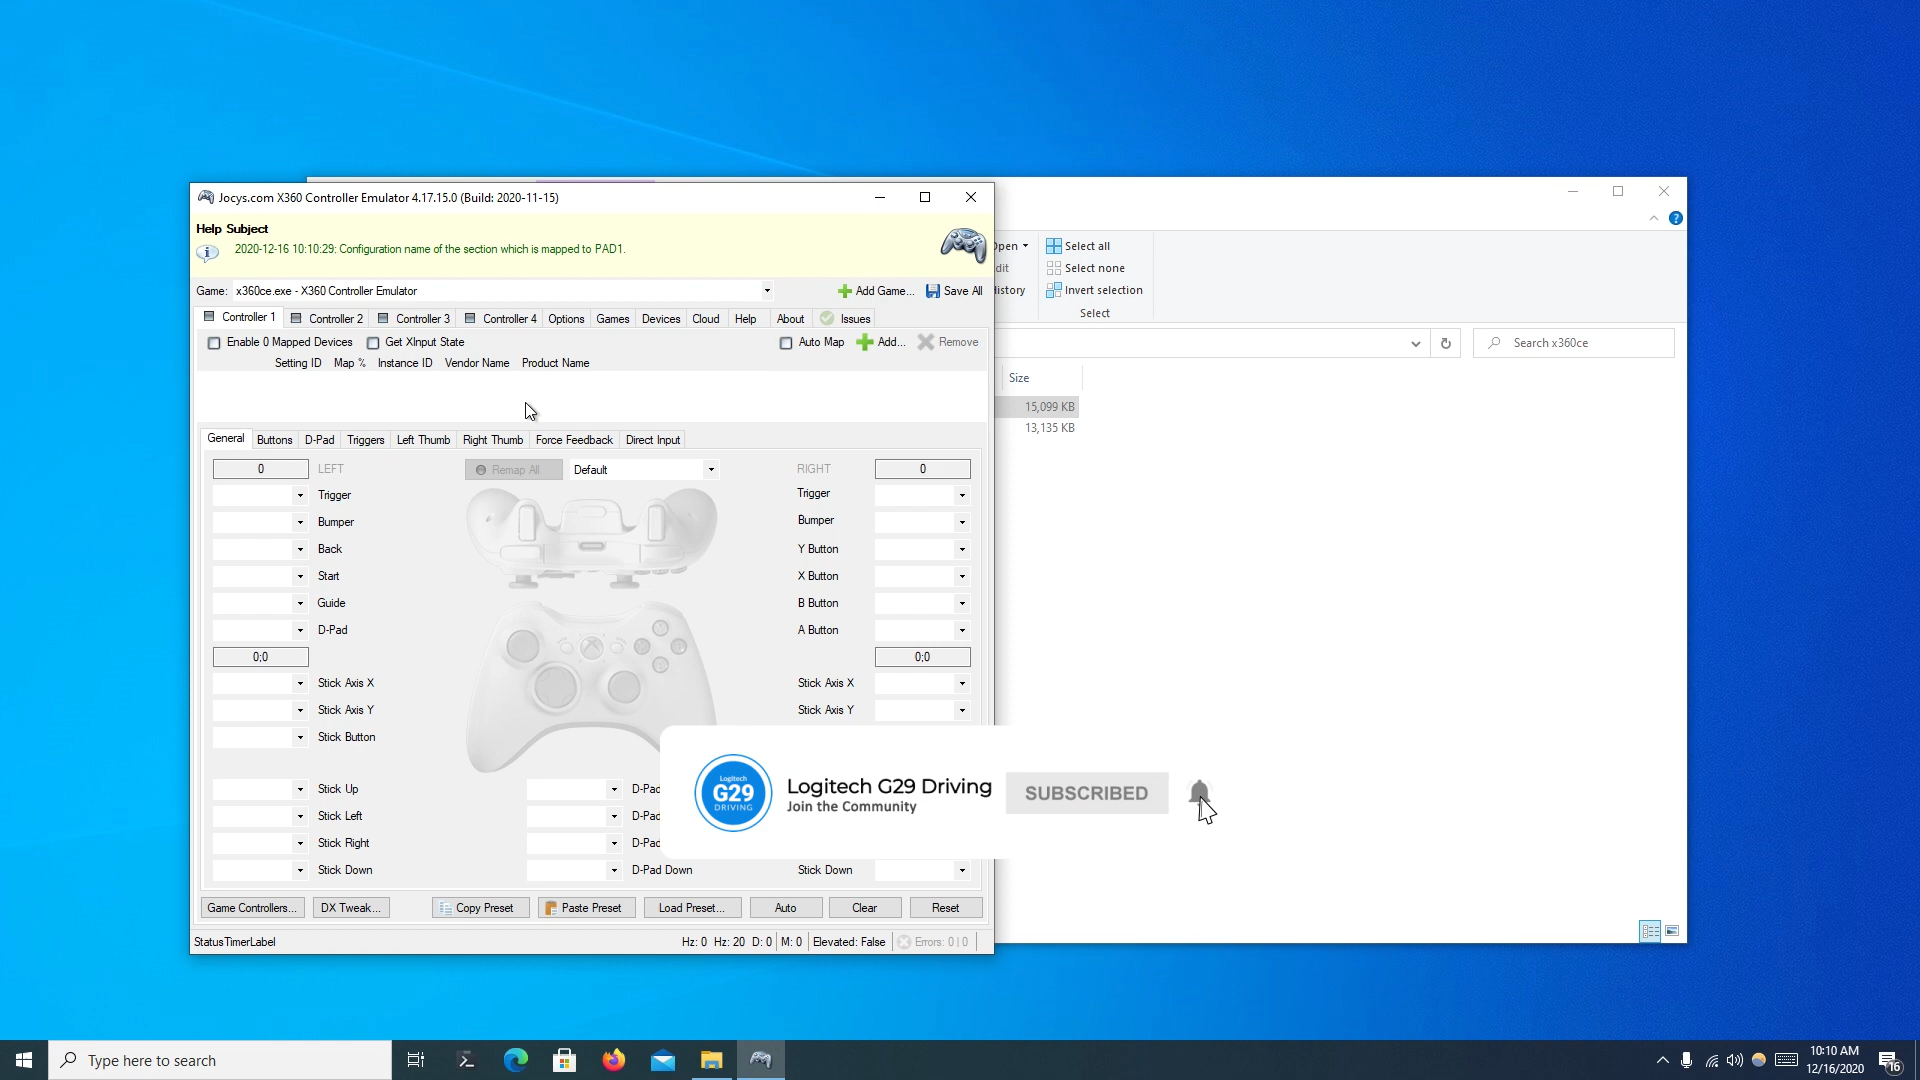 Jocys.com X360 Controller Emulator 4.17.15.0 (Build: 2020-11-15)
Help Subject
2020-12-16 10:10:29: Configuration name of the section which is mapped to PAD1.
Game: x360ce.exe - X360 Controller Emulator
Add Game... Save All
Controller 1 Controller 2 Controller 3 Controller 4 Options Games Devices Cloud Help About Issues
Enable 0 Mapped Devices Get XInput State Auto Map Add... Remove
Setting ID Map % Instance ID Vendor Name Product Name
General Buttons D-Pad Triggers Left Thumb Right Thumb Force Feedback Direct Input
0 LEFT Remap All Default RIGHT 0
Trigger Trigger
Bumper Bumper
Back Y Button
Start X Button
Guide B Button
D-Pad A Button
0;0 0;0
Stick Axis X Stick Axis X
Stick Axis Y Stick Axis Y
Stick Button
Stick Up D-Pad
Stick Left D-Pad
Stick Right D-Pad
Stick Down D-Pad Down Stick Down
Game Controllers... DX Tweak... Copy Preset Paste Preset Load Preset... Auto Clear Reset
StatusTimerLabel Hz: 0 Hz: 20 D: 0 M: 0 Elevated: False Errors: 0 | 0
pen
dit
istory
Select all
Select none
Invert selection
Select
Search x360ce
Size
15,099 KB
13,135 KB
Logitech
G29
DRIVING
Logitech G29 Driving
Join the Community
SUBSCRIBED
Type here to search
10:10 AM
12/16/2020
16